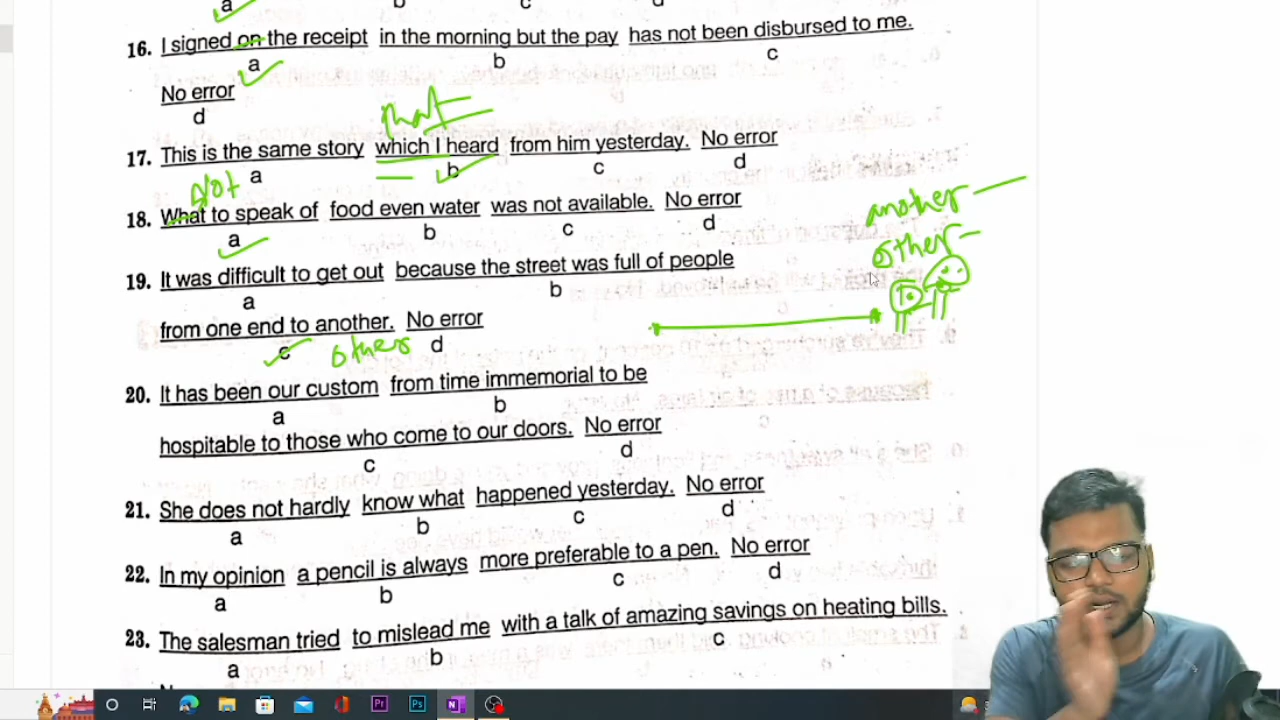 a b c d
16. I signed on the receipt in the morning but the pay has not been disbursed to me.
a b c
No error
d
that
17. This is the same story which I heard from him yesterday. No error
a b c d
Not
18. What to speak of food even water was not available. No error
a b c d
another
other
19. It was difficult to get out because the street was full of people
a b
from one end to another. No error
c others d
20. It has been our custom from time immemorial to be
a b
hospitable to those who come to our doors. No error
c d
21. She does not hardly know what happened yesterday. No error
a b c d
22. In my opinion a pencil is always more preferable to a pen. No error
a b c d
23. The salesman tried to mislead me with a talk of amazing savings on heating bills.
a b c
Pr Ps N